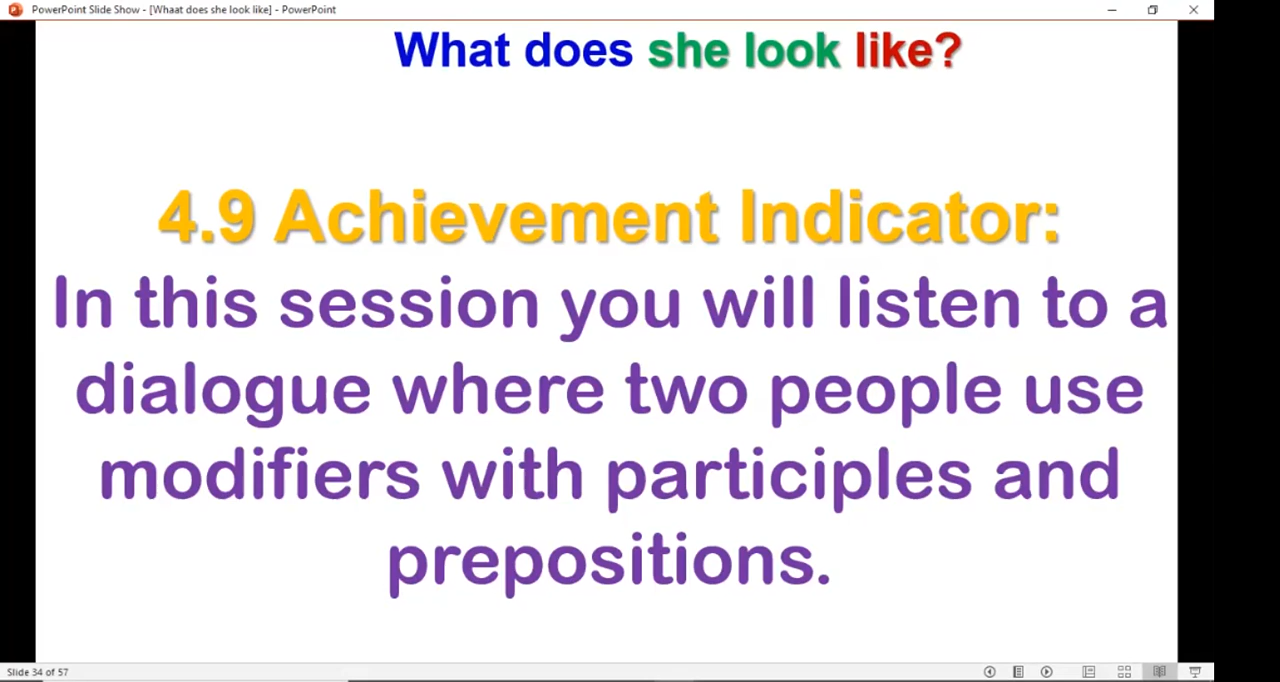 PowerPoint Slide Show - [Whaat does she look like] - PowerPoint
What does she look like?
4.9 Achievement Indicator:
In this session you will listen to a
dialogue where two people use
modifiers with participles and
prepositions.
Slide 34 of 57